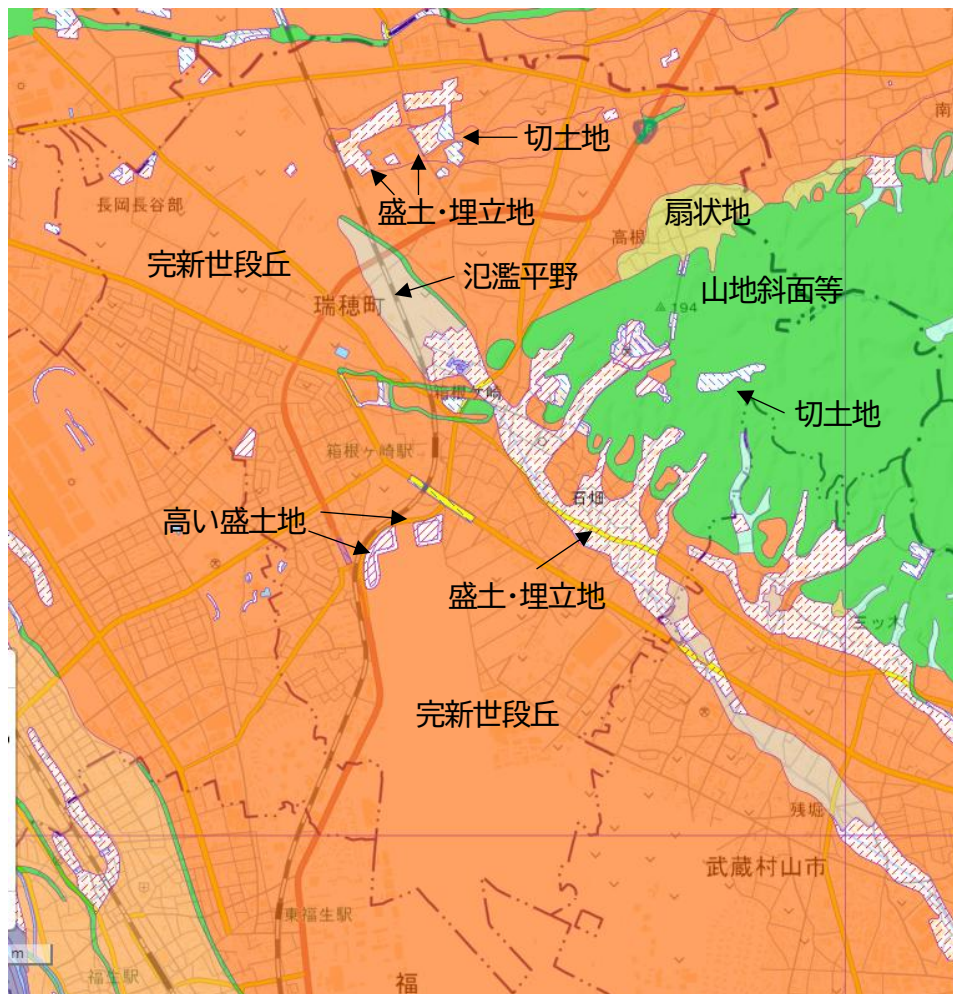 切土地
南
長岡長谷部
盛土・埋立地
高根
扇状地
完新世段丘
氾濫平野
山地斜面等
瑞穂町
194
箱根ケ崎
切土地
箱根ケ崎駅
石畑
高い盛土地
盛土・埋立地
三ツ木
完新世段丘
残堀
武蔵村山市
東福生駅
m
福生駅
福